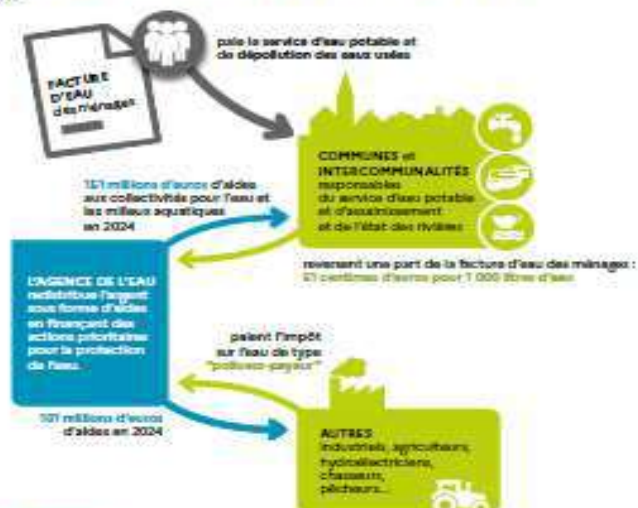 FACTURE
D'EAU
des ménages
paie le service d'eau potable et
de dépollution des eaux usées
COMMUNES et
INTERCOMMUNALITÉS
responsables
du service d'eau potable
et d'assainissement
et de l'état des rivières
151 millions d'euros d'aides
aux collectivités pour l'eau et
les milieux aquatiques
en 2024
reversent une part de la facture d'eau des ménages :
51 centimes d'euros pour 1 000 litres d'eau
L'AGENCE DE L'EAU
redistribue l'argent
sous forme d'aides
en finançant des
actions prioritaires
pour la protection
de l'eau.
paient l'impôt
sur l'eau de type
"pollueur-payeur"
millions d'euros
d'aides en 2024
AUTRES
industriels, agriculteurs,
hydroélectriciens,
chasseurs,
pêcheurs...